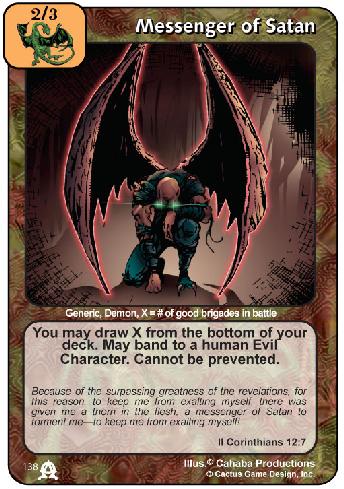 2/3
Messenger of Satan
Generic, Demon, X = # of good brigades in battle
You may draw X from the bottom of your
deck. May band to a human Evil
Character. Cannot be prevented.
Because of the surpassing greatness of the revelations, for
this reason, to keep me from exalting myself, there was
given me a thorn in the flesh, a messenger of Satan to
torment me—to keep me from exalting myself!
II Corinthians 12:7
138
Illus.© Cahaba Productions
© Cactus Game Design, Inc.